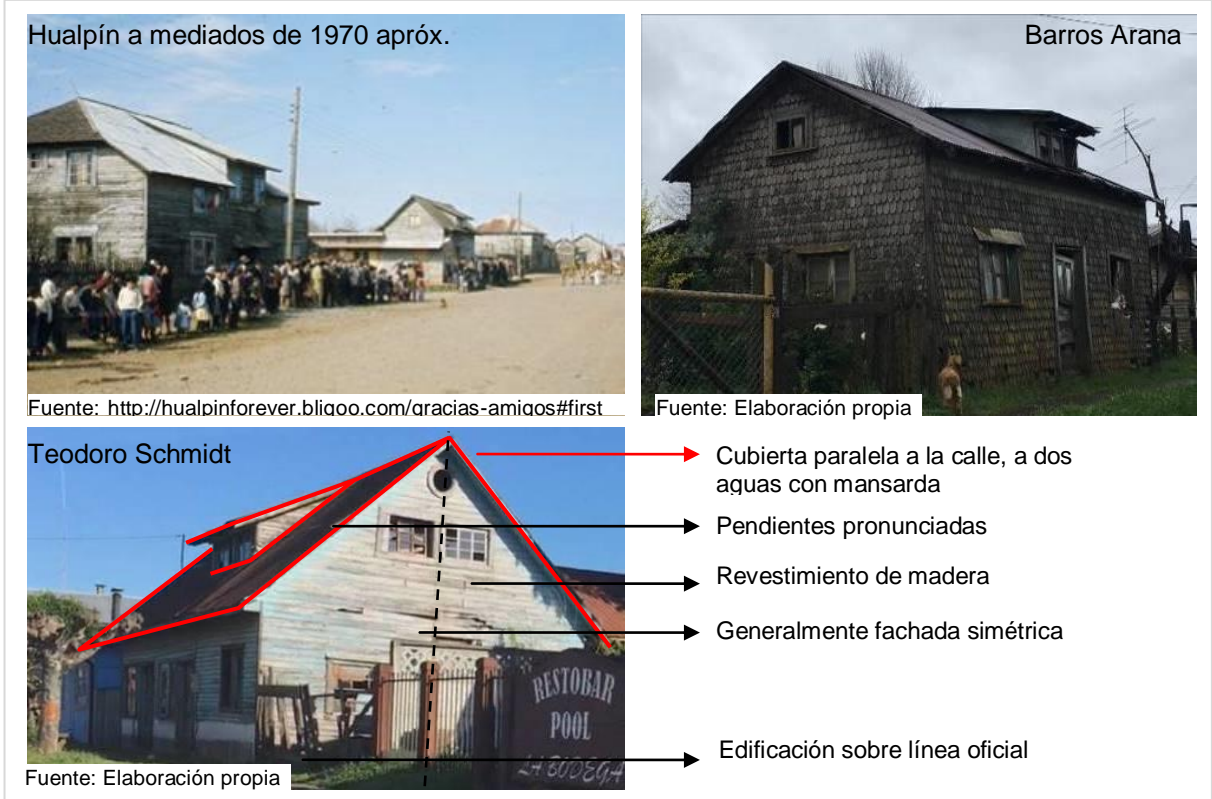 Hualpín a mediados de 1970 apróx.
Barros Arana
Fuente: http://hualpinforever.bligoo.com/gracias-amigos#first
Fuente: Elaboración propia
Teodoro Schmidt
RESTOBAR
POOL
LA BODEGA
Fuente: Elaboración propia
Cubierta paralela a la calle, a dos
aguas con mansarda
Pendientes pronunciadas
Revestimiento de madera
Generalmente fachada simétrica
Edificación sobre línea oficial